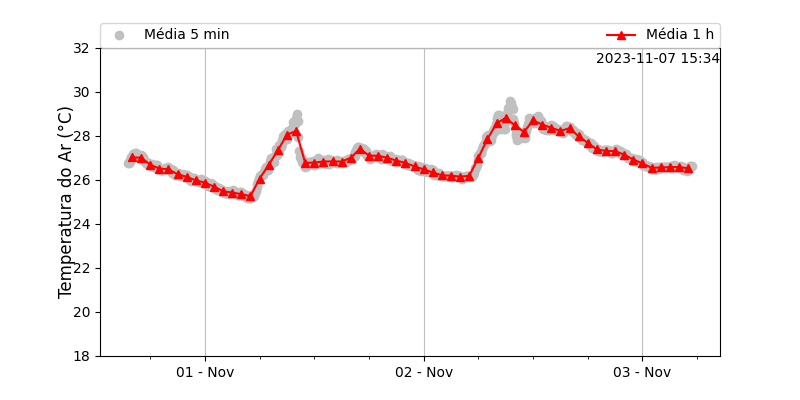 Média 5 min
Média 1 h
2023-11-07 15:34
Temperatura do Ar (°C)
32
30
28
26
24
22
20
18
01 - Nov
02 - Nov
03 - Nov